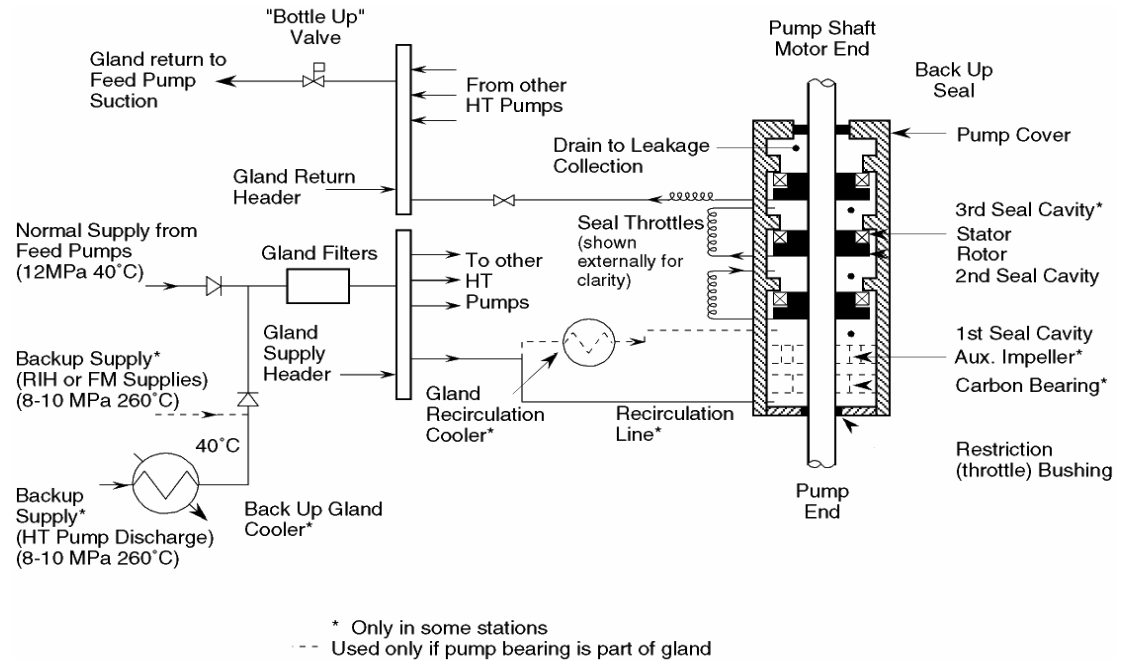 "Bottle Up"
Valve
Gland return to
Feed Pump
Suction
From other
HT Pumps
Pump Shaft
Motor End
Back Up
Seal
Pump Cover
Drain to Leakage
Collection
Gland Return
Header
Normal Supply from
Feed Pumps
(12MPa 40˚C)
Gland Filters
To other
HT
Pumps
Seal Throttles
(shown
externally for
clarity)
3rd Seal Cavity*
Stator
Rotor
2nd Seal Cavity
Gland
Supply
Header
1st Seal Cavity
Aux. Impeller*
Carbon Bearing*
Backup Supply*
(RIH or FM Supplies)
(8-10 MPa 260˚C)
Gland
Recirculation
Cooler*
Recirculation
Line*
40˚C
Restriction
(throttle) Bushing
Backup
Supply*
(HT Pump Discharge)
(8-10 MPa 260˚C)
Back Up Gland
Cooler*
Pump
End
* Only in some stations
Used only if pump bearing is part of gland